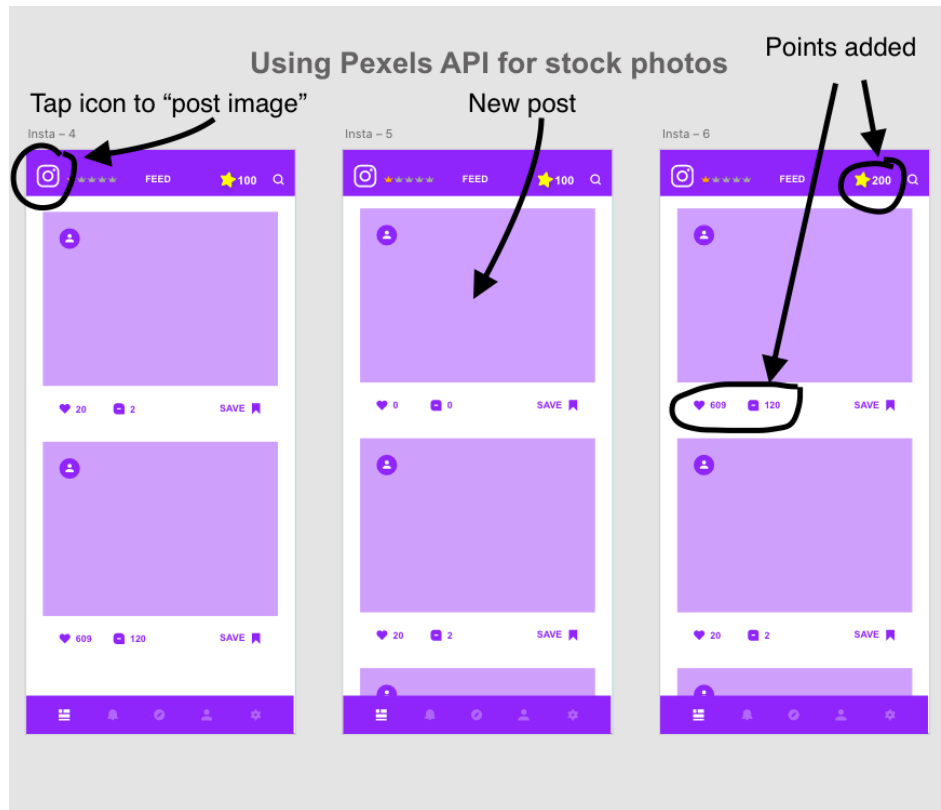 Using Pexels API for stock photos
Points added
Tap icon to “post image”
New post
Insta – 4
FEED
100
20
2
SAVE
609
120
SAVE
Insta – 5
FEED
100
0
0
SAVE
20
2
SAVE
Insta – 6
FEED
200
609
120
SAVE
20
2
SAVE